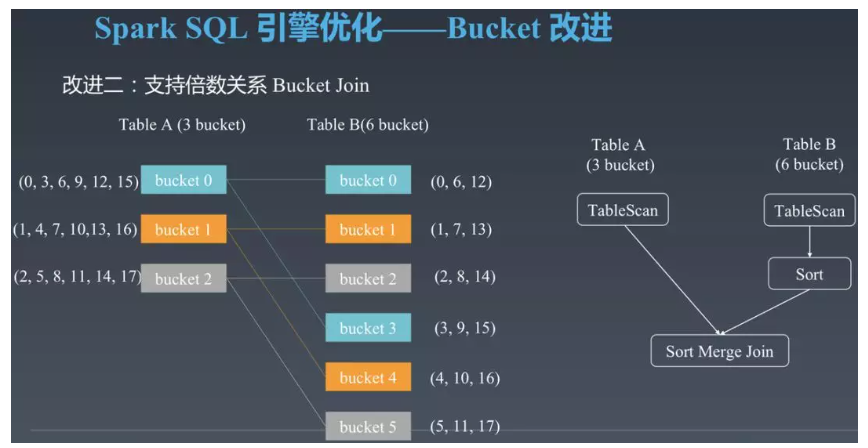 Spark SQL 引擎优化——Bucket 改进
改进二：支持倍数关系 Bucket Join
Table A (3 bucket)
Table B(6 bucket)
(0, 3, 6, 9, 12, 15)
bucket 0
bucket 0
(0, 6, 12)
(1, 4, 7, 10,13, 16)
bucket 1
bucket 1
(1, 7, 13)
(2, 5, 8, 11, 14, 17)
bucket 2
bucket 2
(2, 8, 14)
bucket 3
(3, 9, 15)
bucket 4
(4, 10, 16)
bucket 5
(5, 11, 17)
Table A
(3 bucket)
Table B
(6 bucket)
TableScan
TableScan
Sort
Sort Merge Join